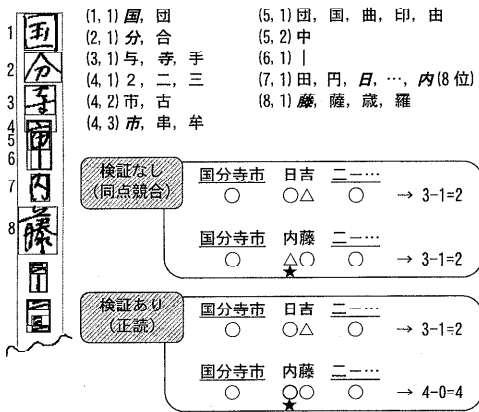 1 国
2 分
3 寺
4
5 市
6
7 内
8 藤
(1, 1) 国, 団
(2, 1) 分, 合
(3, 1) 与, 寺, 手
(4, 1) 2, 二, 三
(4, 2) 市, 古
(4, 3) 市, 串, 牟
(5, 1) 団, 国, 曲, 印, 由
(5, 2) 中
(6, 1) |
(7, 1) 田, 円, 日, …, 内(8位)
(8, 1) 藤, 薩, 蔵, 羅
検証なし
(同点競合)
国分寺市 日吉 二一…
○ ○△ ○ → 3-1=2
国分寺市 内藤 二一…
○ △○ ○ → 3-1=2
★
検証あり
(正読)
国分寺市 日吉 二一…
○ ○△ ○ → 3-1=2
国分寺市 内藤 二一…
○ ○○ ○ → 4-0=4
★